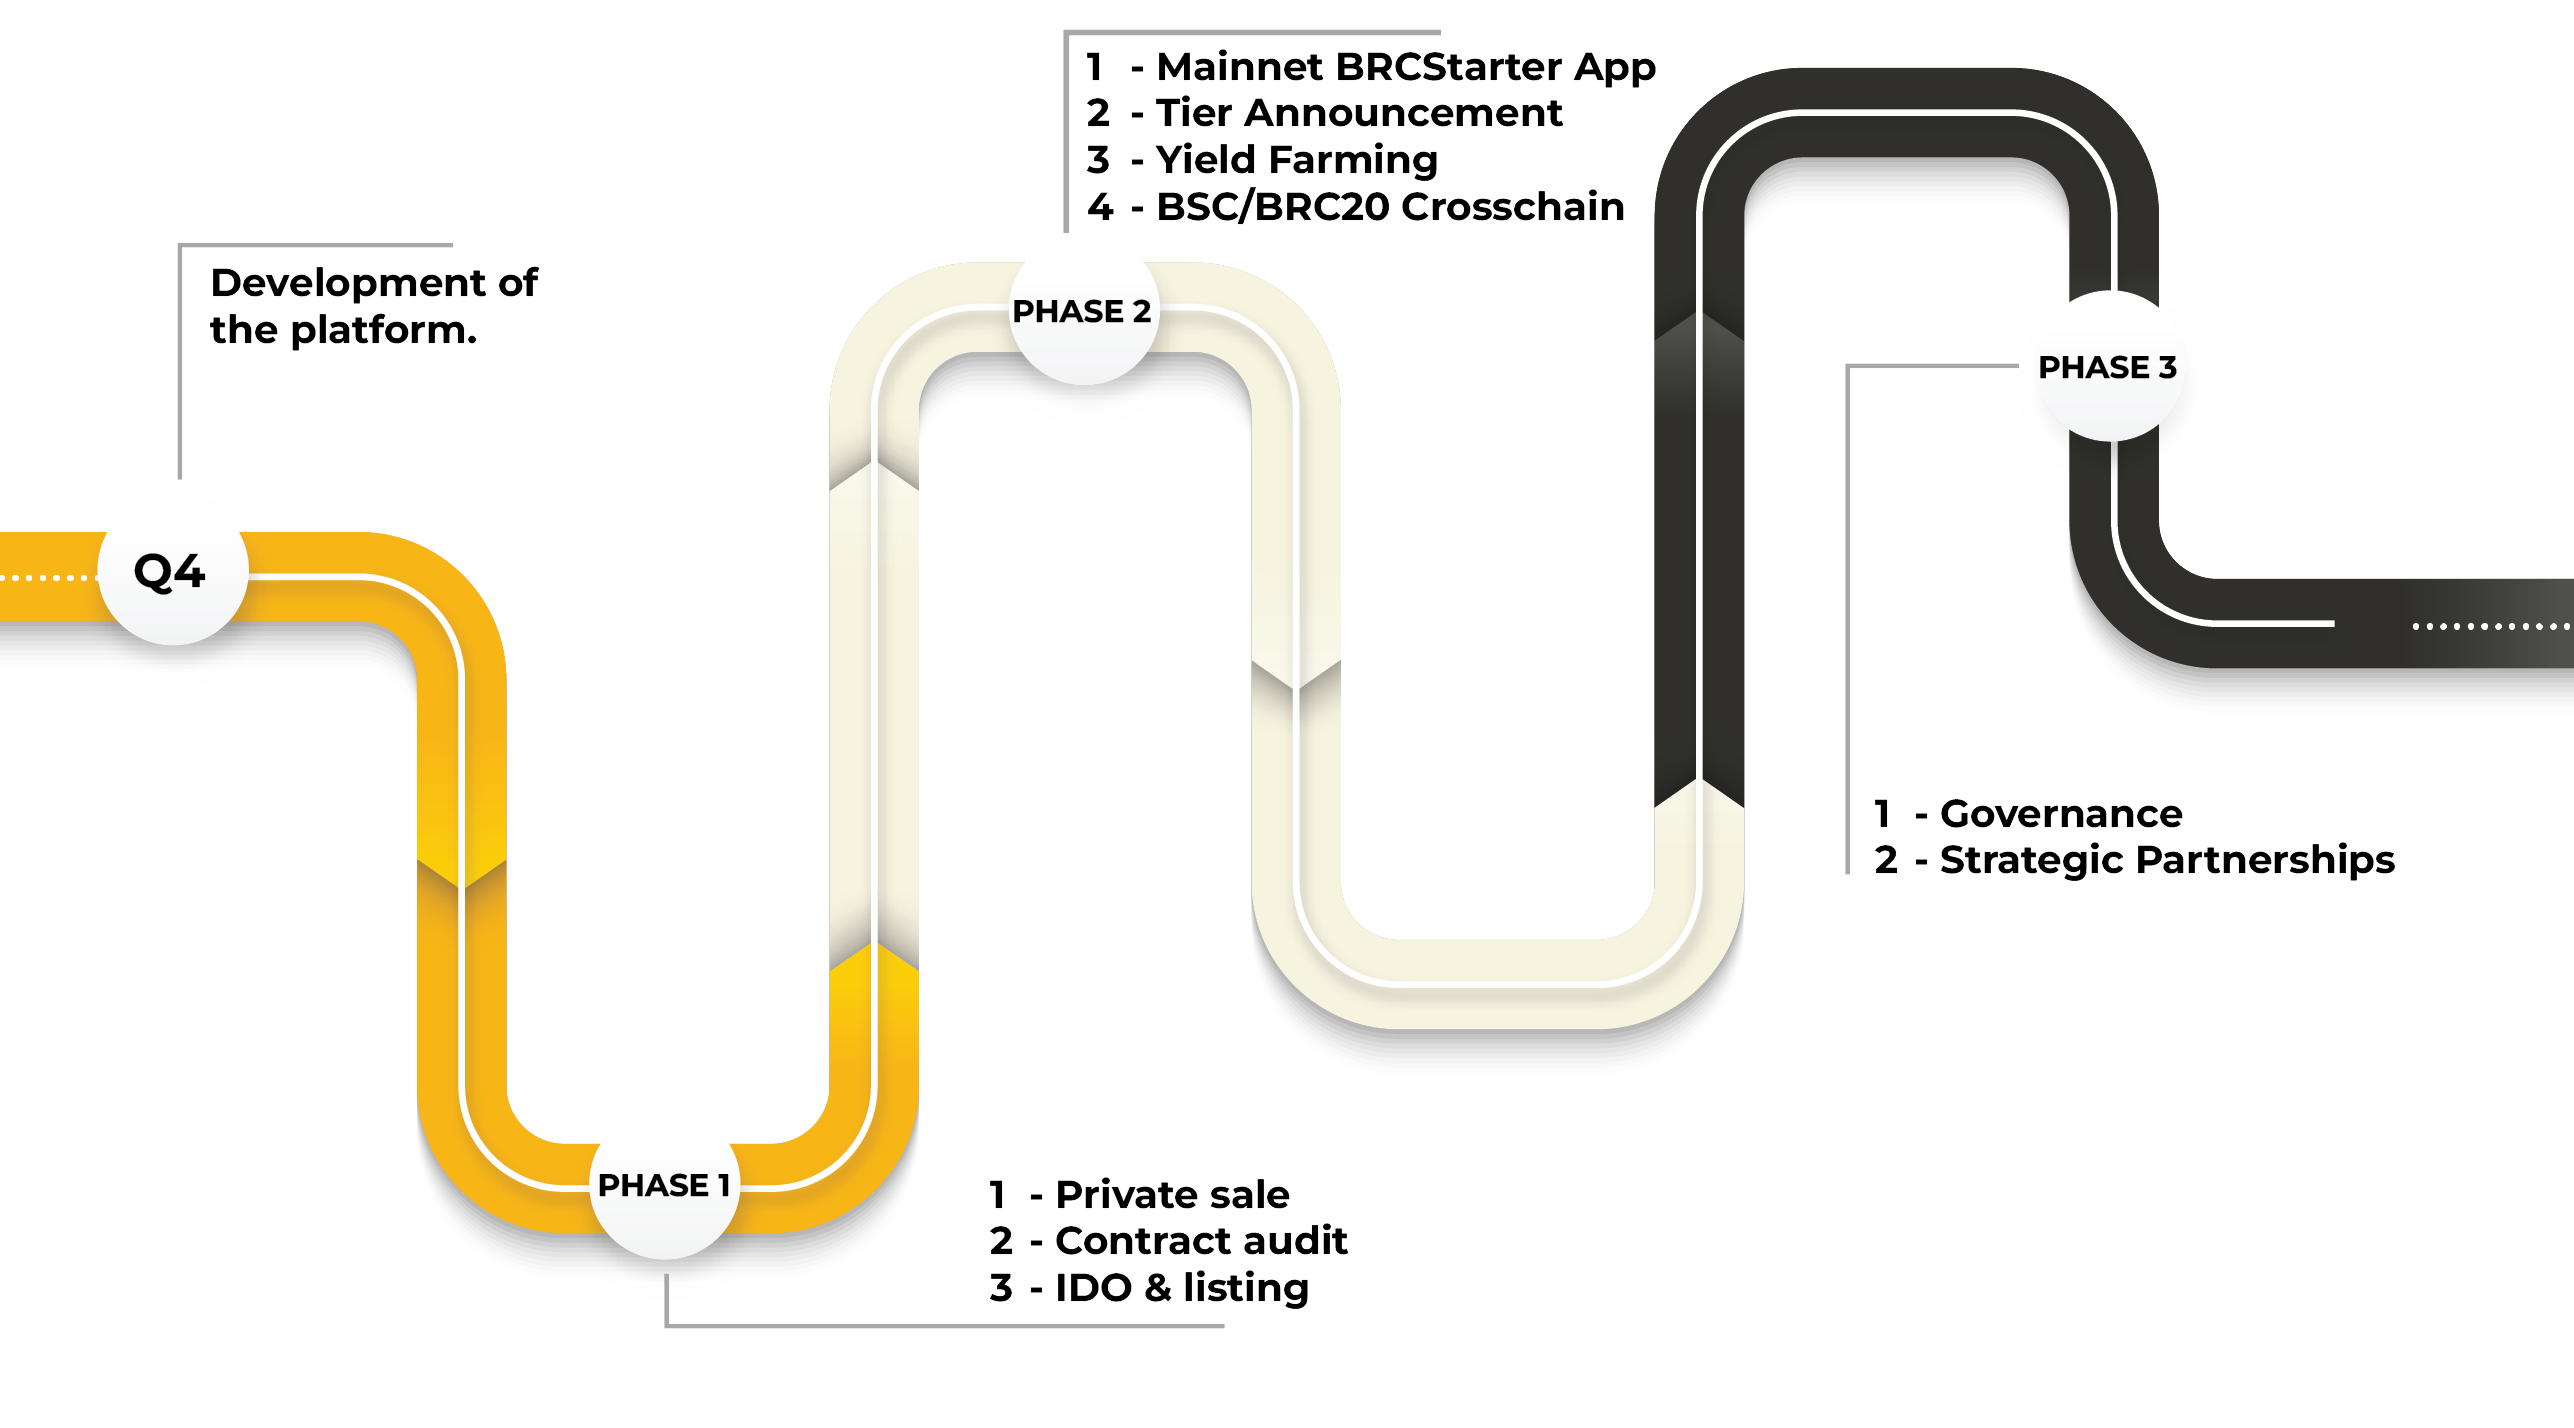 Q4
Development of
the platform.
PHASE 1
1 - Private sale
2 - Contract audit
3 - IDO & listing
PHASE 2
1 - Mainnet BRCStarter App
2 - Tier Announcement
3 - Yield Farming
4 - BSC/BRC20 Crosschain
PHASE 3
1 - Governance
2 - Strategic Partnerships